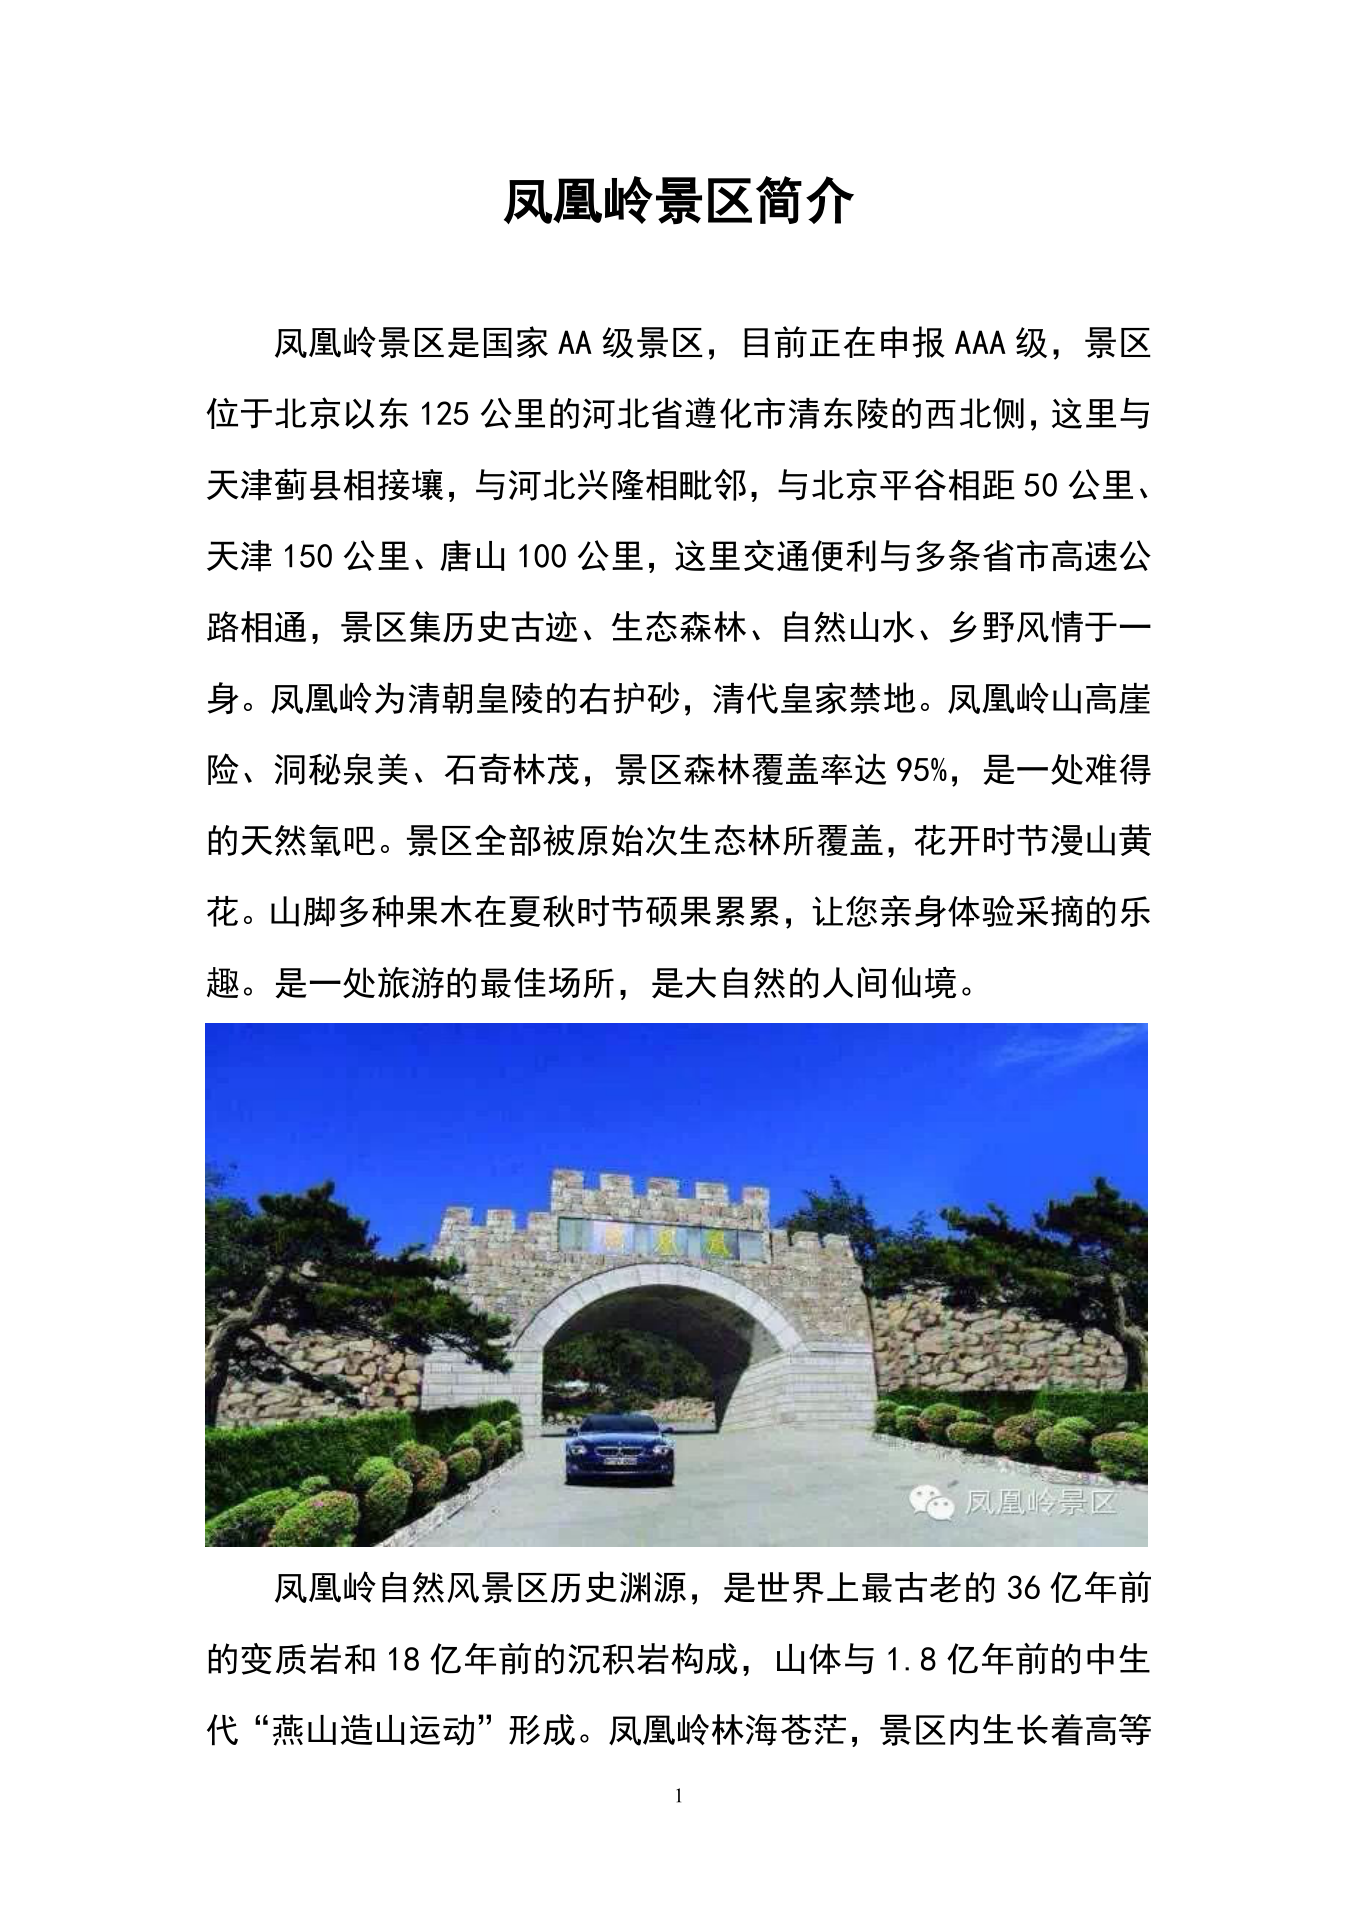 凤凰岭景区简介
凤凰岭景区是国家AA级景区，目前正在申报AAA级，景区
位于北京以东125公里的河北省遵化市清东陵的西北侧，这里与
天津蓟县相接壤，与河北兴隆相毗邻，与北京平谷相距50公里、
天津150公里、唐山100公里，这里交通便利与多条省市高速公
路相通，景区集历史古迹、生态森林、自然山水、乡野风情于一
身。凤凰岭为清朝皇陵的右护砂，清代皇家禁地。凤凰岭山高崖
险、洞秘泉美、石奇林茂，景区森林覆盖率达95%，是一处难得
的天然氧吧。景区全部被原始次生态林所覆盖，花开时节漫山黄
花。山脚多种果木在夏秋时节硕果累累，让您亲身体验采摘的乐
趣。是一处旅游的最佳场所，是大自然的人间仙境。
凰凤
凤凰岭景区
凤凰岭自然风景区历史渊源，是世界上最古老的36亿年前
的变质岩和18亿年前的沉积岩构成，山体与1.8亿年前的中生
代“燕山造山运动”形成。凤凰岭林海苍茫，景区内生长着高等
1